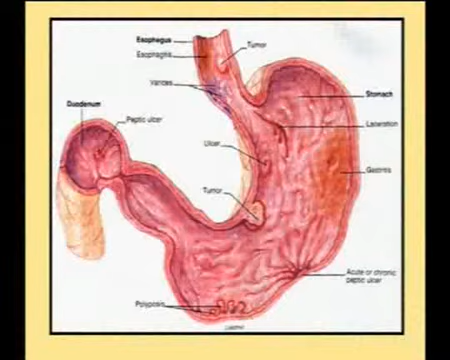 Esophagus
Esophagitis
Tumor
Varices
Stomach
Duodenum
Peptic ulcer
Laceration
Ulcer
Gastritis
Tumor
Acute or chronic
peptic ulcer
Polyposis